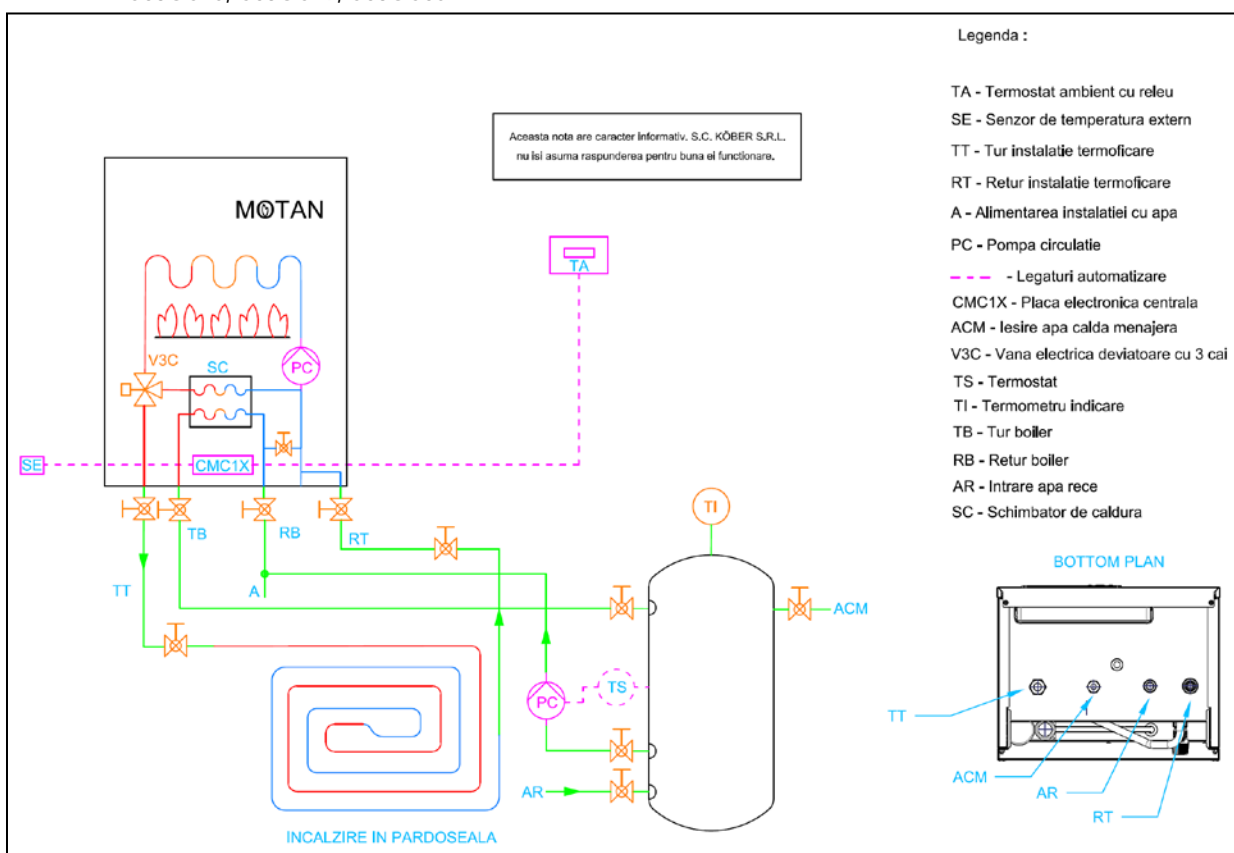 Legenda :
TA - Termostat ambient cu releu
SE - Senzor de temperatura extern
TT - Tur instalatie termoficare
RT - Retur instalatie termoficare
A - Alimentarea instalatiei cu apa
PC - Pompa circulatie
- Legaturi automatizare
CMC1X - Placa electronica centrala
ACM - Iesire apa calda menajera
V3C - Vana electrica deviatoare cu 3 cai
TS - Termostat
TI - Termometru indicare
TB - Tur boiler
RB - Retur boiler
AR - Intrare apa rece
SC - Schimbator de caldura
Aceasta nota are caracter informativ. S.C. KÖBER S.R.L.
nu isi asuma raspunderea pentru buna ei functionare.
MOTAN
TA
V3C
SC
PC
SE
CMC1X
TB
RB
RT
TI
TT
A
ACM
TS
PC
AR
INCALZIRE IN PARDOSEALA
BOTTOM PLAN
TT
ACM
AR
RT